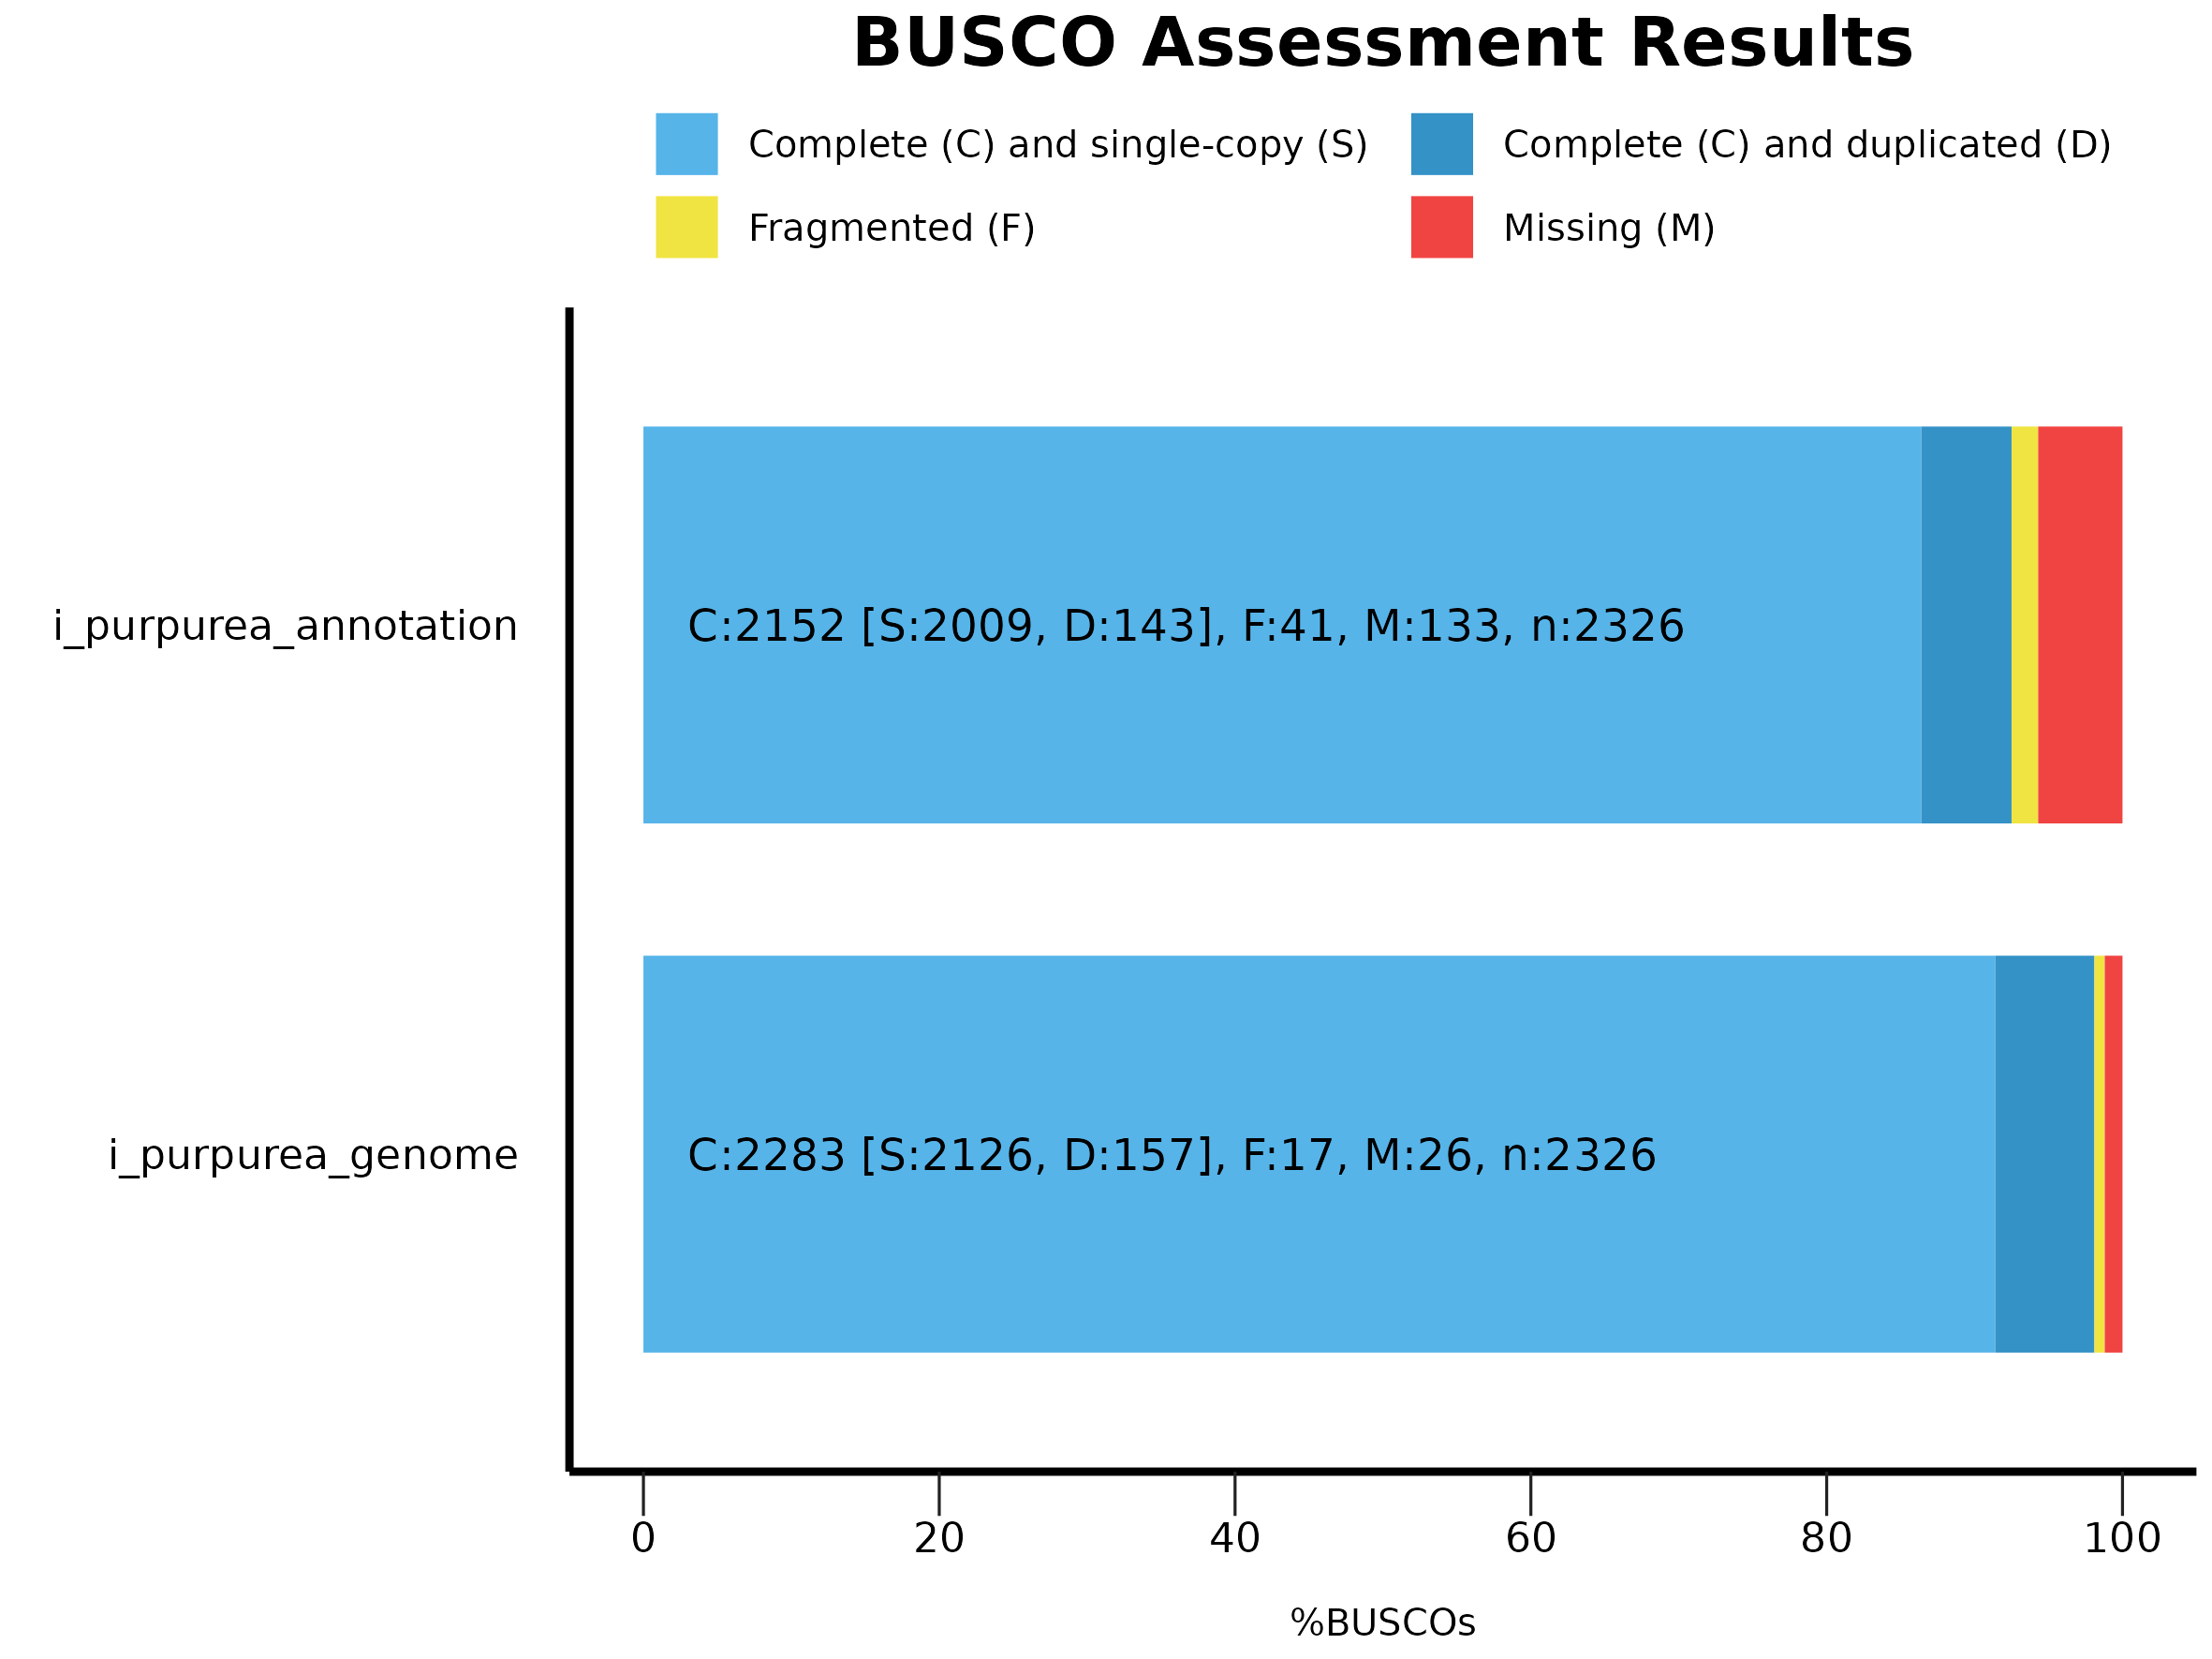 BUSCO Assessment Results
Complete (C) and single-copy (S)
Complete (C) and duplicated (D)
Fragmented (F)
Missing (M)
i_purpurea_annotation
C:2152 [S:2009, D:143], F:41, M:133, n:2326
i_purpurea_genome
C:2283 [S:2126, D:157], F:17, M:26, n:2326
0 20 40 60 80 100
%BUSCOs